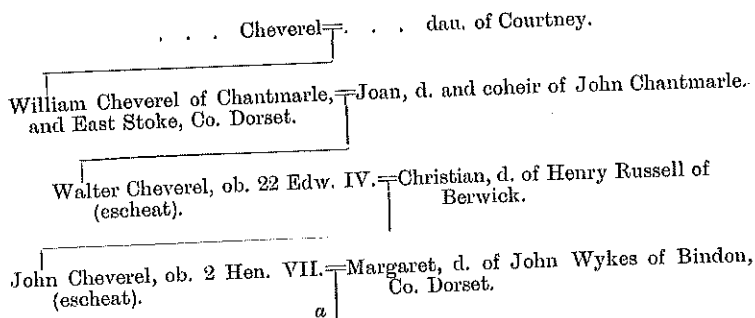 . . . Cheverel=. . . dau. of Courtney.
William Cheverel of Chantmarle,=Joan, d. and coheir of John Chantmarle.
and East Stoke, Co. Dorset.
Walter Cheverel, ob. 22 Edw. IV.=Christian, d. of Henry Russell of
(escheat). Berwick.
John Cheverel, ob. 2 Hen. VII.=Margaret, d. of John Wykes of Bindon,
(escheat). Co. Dorset.
a